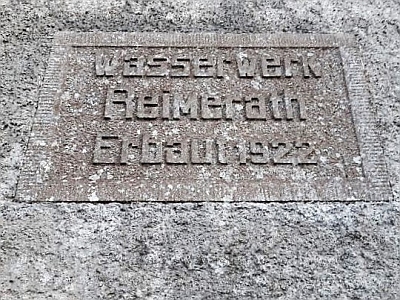 Wasserwerk
Reimerath
Erbaut 1922